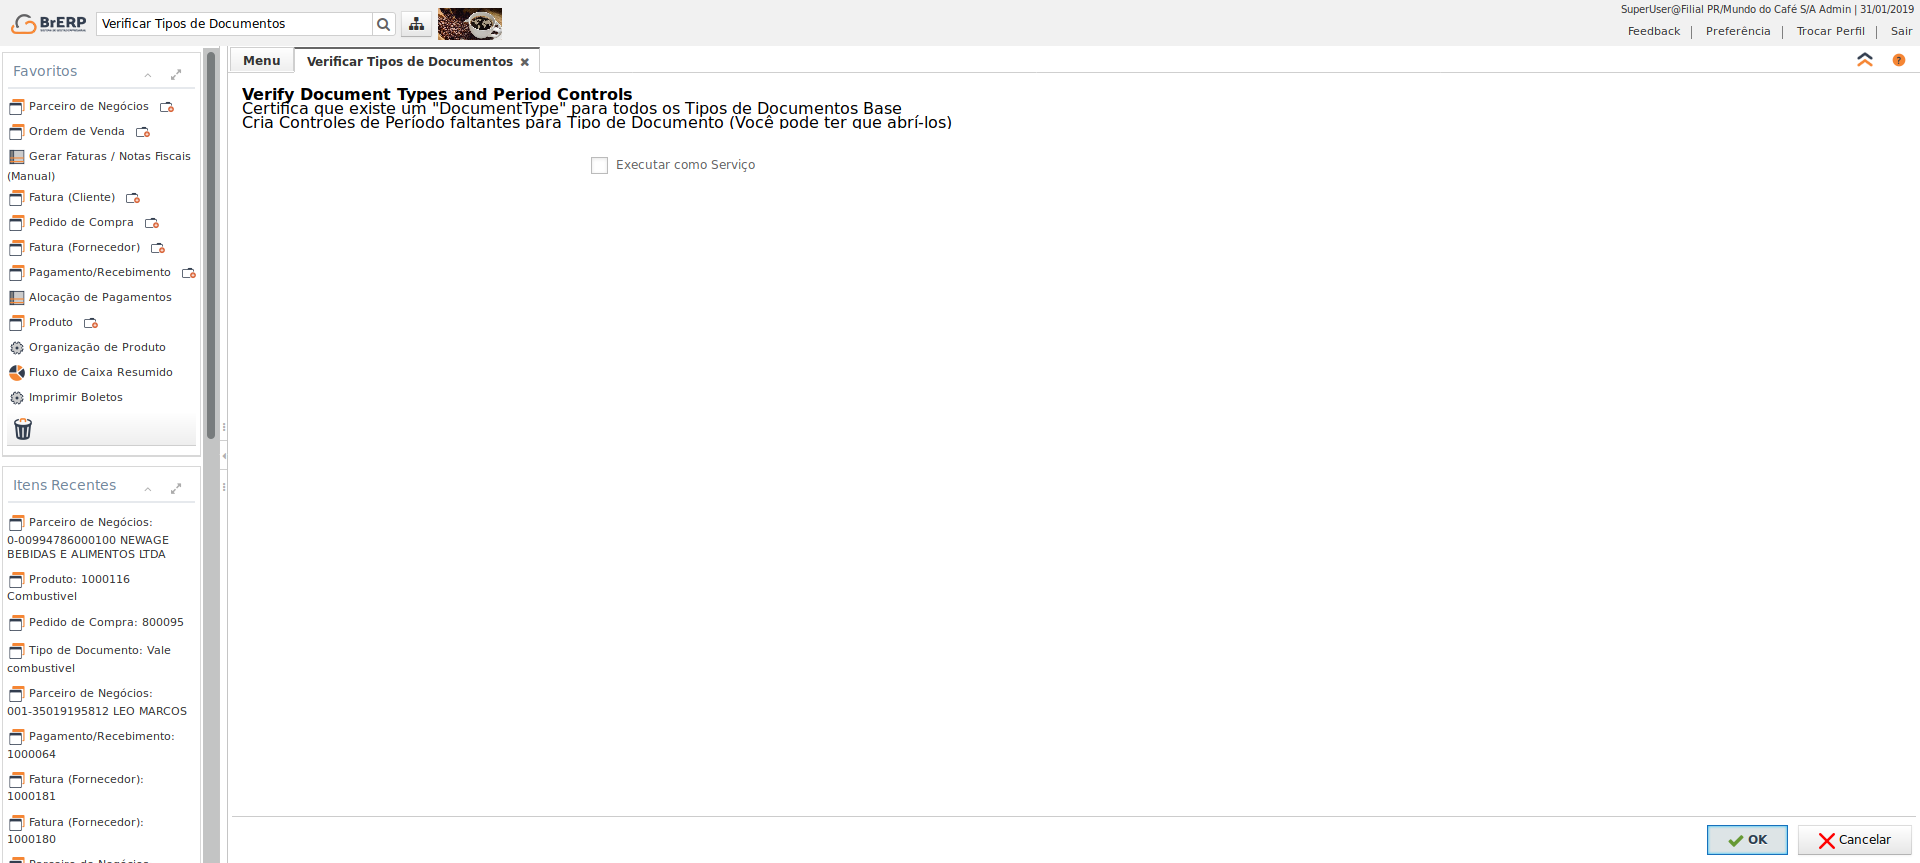 BrERP
Verificar Tipos de Documentos
SuperUser@Filial PR/Mundo do Café S/A Admin | 31/01/2019
Feedback | Preferência | Trocar Perfil | Sair
Favoritos
Parceiro de Negócios
Ordem de Venda
Gerar Faturas / Notas Fiscais
(Manual)
Fatura (Cliente)
Pedido de Compra
Fatura (Fornecedor)
Pagamento/Recebimento
Alocação de Pagamentos
Produto
Organização de Produto
Fluxo de Caixa Resumido
Imprimir Boletos
Itens Recentes
Parceiro de Negócios:
0-00994786000100 NEWAGE
BEBIDAS E ALIMENTOS LTDA
Produto: 1000116
Combustivel
Pedido de Compra: 800095
Tipo de Documento: Vale
combustivel
Parceiro de Negócios:
001-35019195812 LEO MARCOS
Pagamento/Recebimento:
1000064
Fatura (Fornecedor):
1000181
Fatura (Fornecedor):
1000180
Parceiro de Negócios
Menu
Verificar Tipos de Documentos
Verify Document Types and Period Controls
Certifica que existe um "DocumentType" para todos os Tipos de Documentos Base
Cria Controles de Período faltantes para Tipo de Documento (Você pode ter que abrí-los)
Executar como Serviço
OK
Cancelar